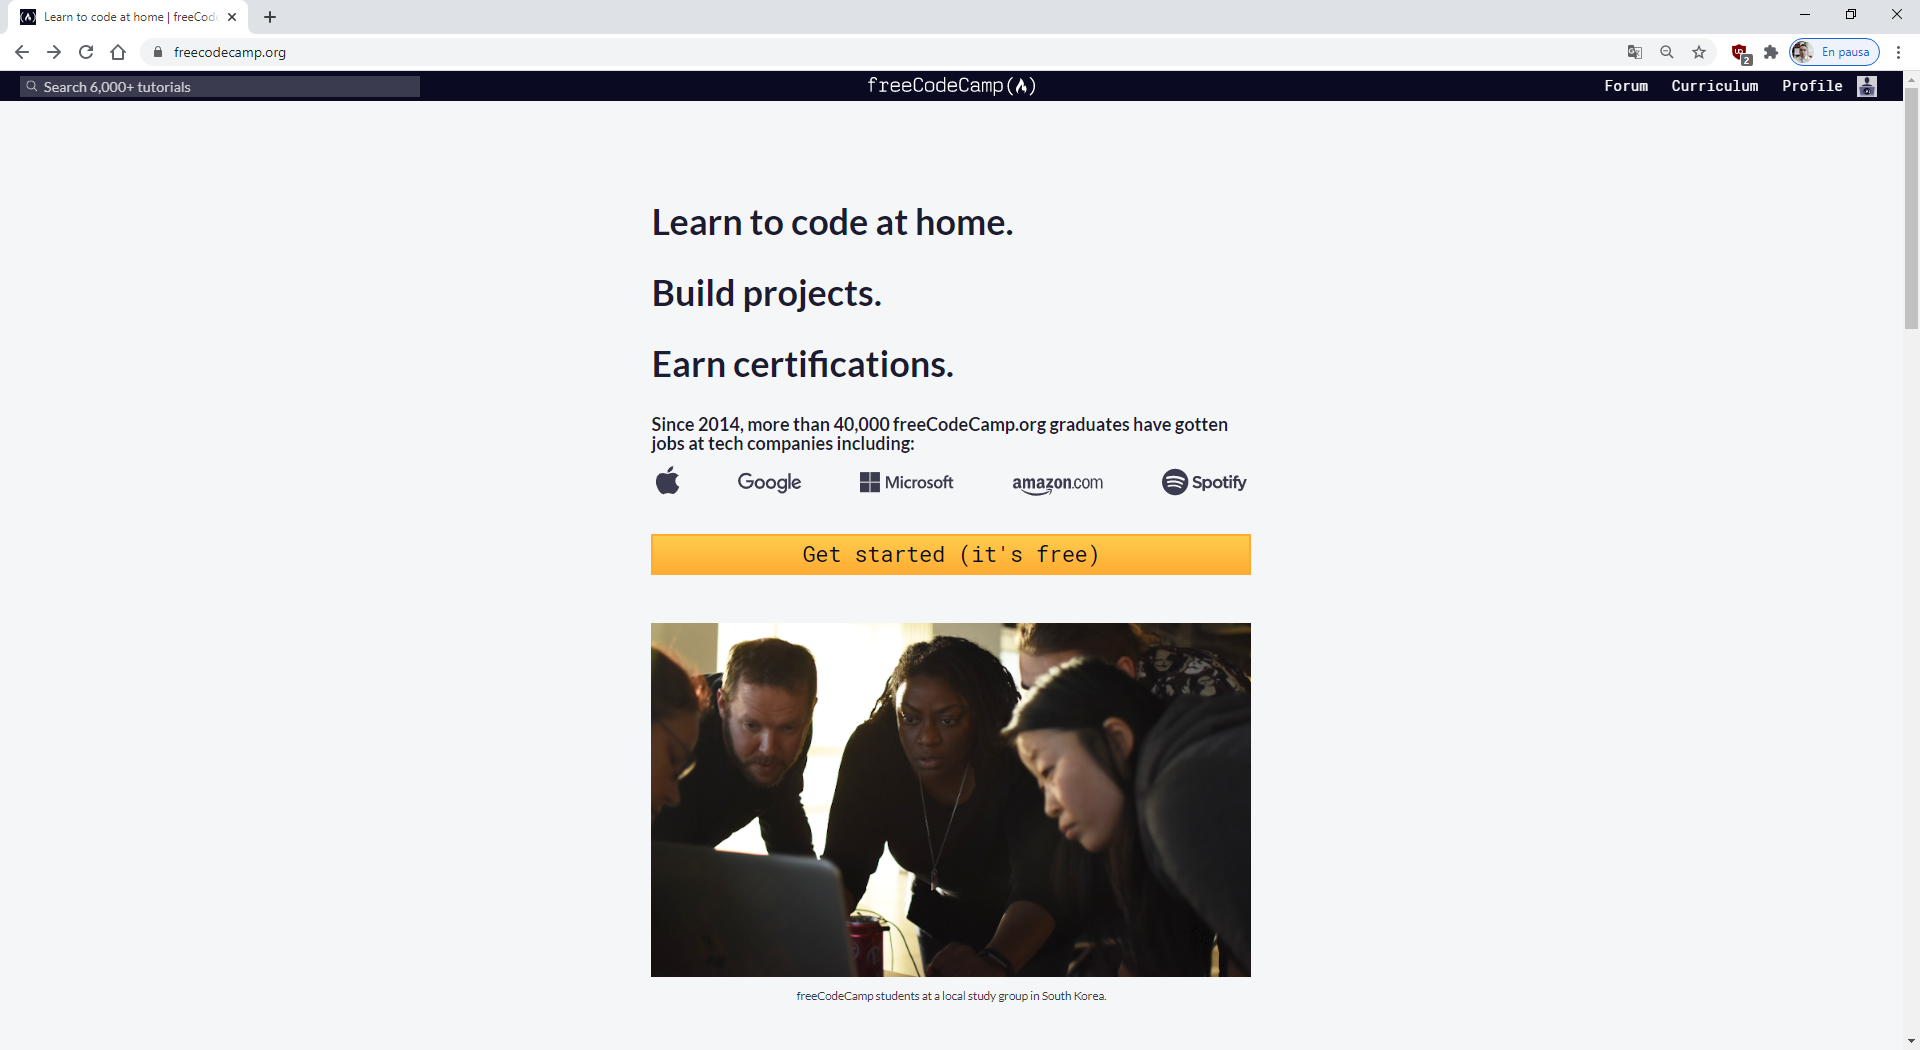 Learn to code at home | freeCod
freecodecamp.org
2
En pausa
Search 6,000+ tutorials
freeCodeCamp
Forum
Curriculum
Profile
Learn to code at home.
Build projects.
Earn certifications.
Since 2014, more than 40,000 freeCodeCamp.org graduates have gotten
jobs at tech companies including:
Google
Microsoft
amazon.com
Spotify
Get started (it's free)
freeCodeCamp students at a local study group in South Korea.